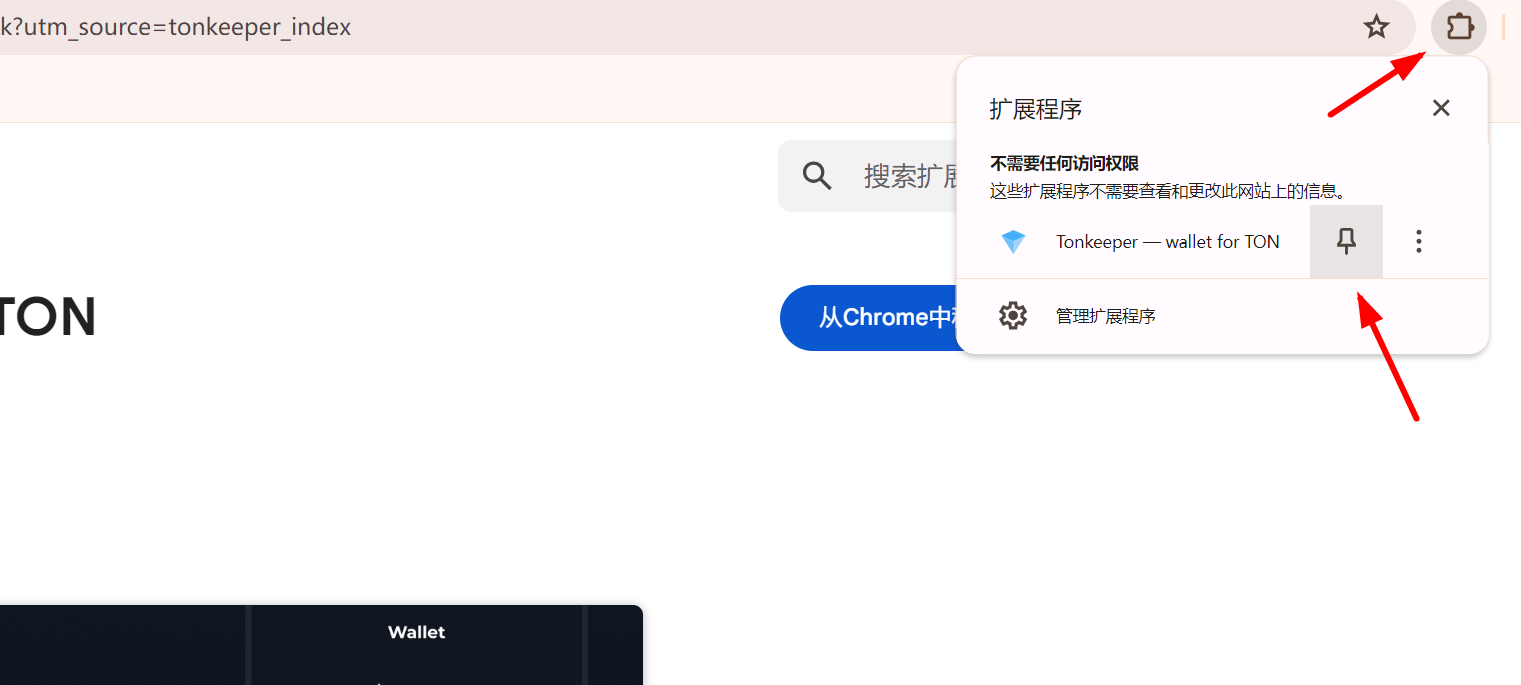 k?utm_source=tonkeeper_index
扩展程序
不需要任何访问权限
这些扩展程序不需要查看和更改此网站上的信息。
搜索扩展
Tonkeeper — wallet for TON
管理扩展程序
TON
从Chrome中
Wallet